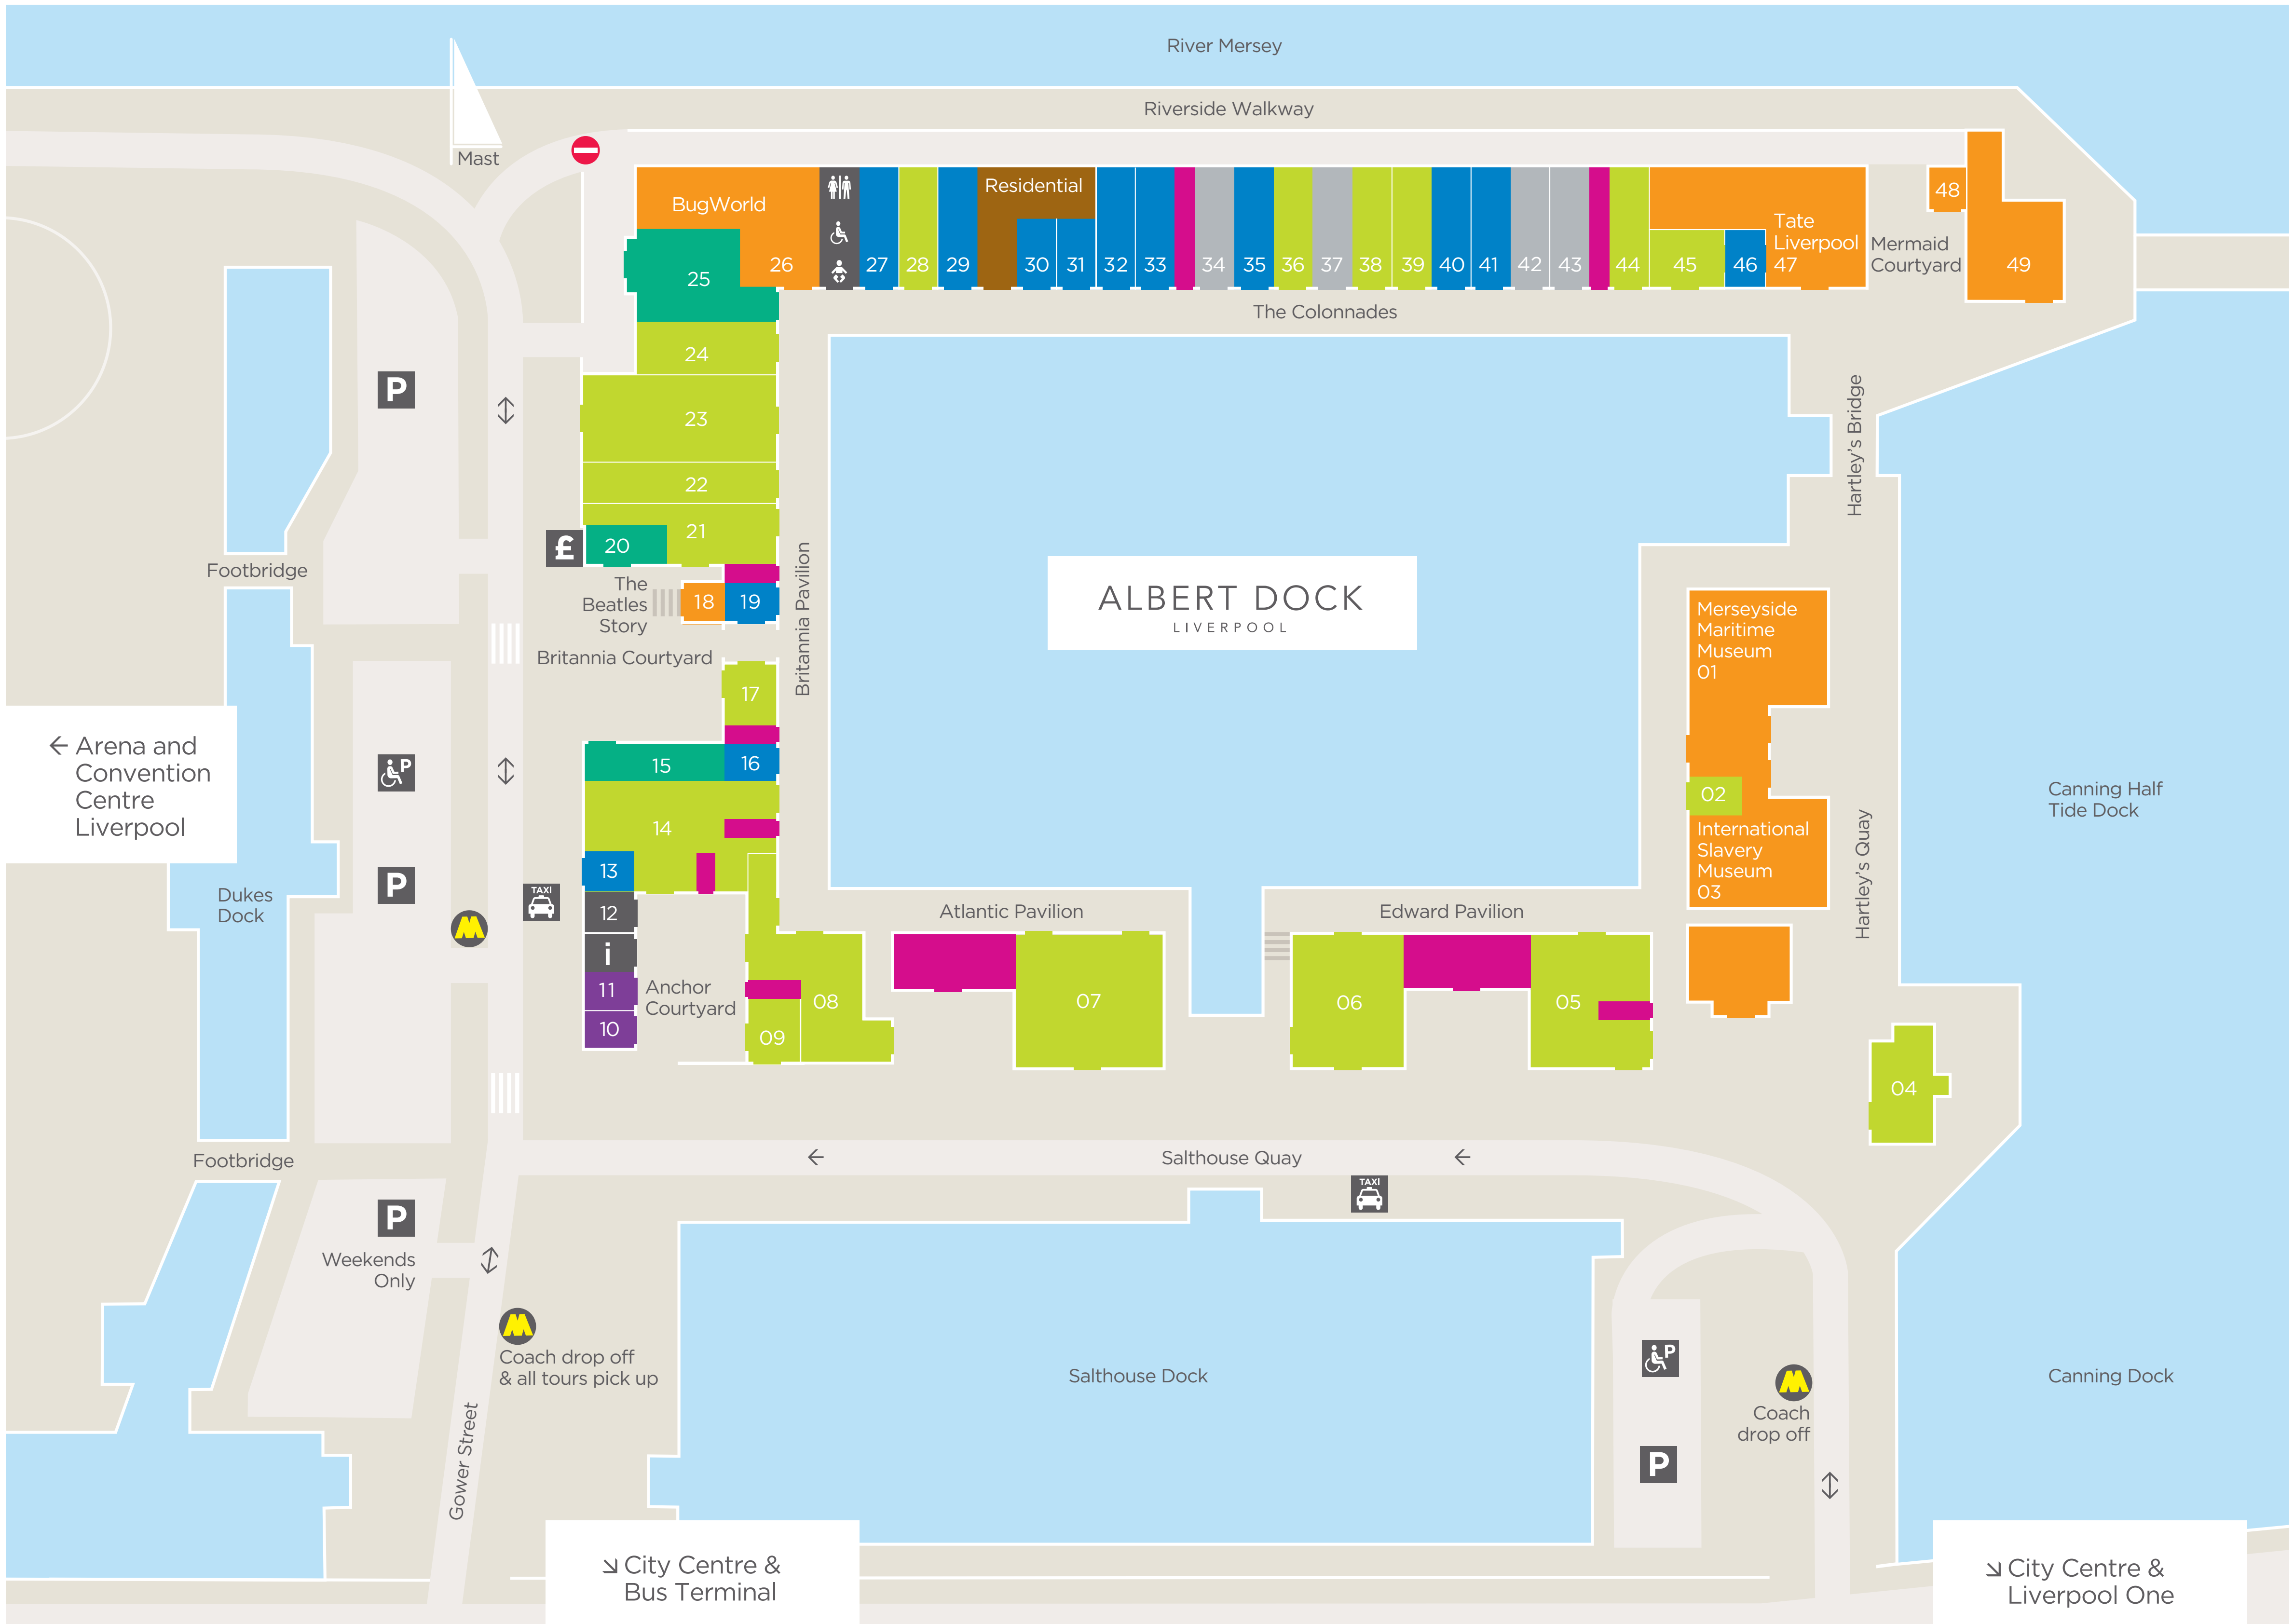 River Mersey
Riverside Walkway
Mast
BugWorld
26
25
27
28
29
Residential
30
31
32
33
34
35
36
37
38
39
40
41
42
43
44
45
46
Tate
Liverpool
47
Mermaid
Courtyard
48
49
The Colonnades
24
23
22
21
20
£
P
Footbridge
The
Beatles
Story
18
19
Britannia Courtyard
Britannia Pavilion
17
16
15
14
13
12
i
11
10
Anchor
Courtyard
09
08
ALBERT DOCK
LIVERPOOL
Hartley's Bridge
Merseyside
Maritime
Museum
01
02
International
Slavery
Museum
03
Hartley's Quay
Canning Half
Tide Dock
← Arena and
Convention
Centre
Liverpool
P
P
TAXI
Dukes
Dock
Atlantic Pavilion
Edward Pavilion
07
06
05
04
Footbridge
Salthouse Quay
TAXI
P
Weekends
Only
Coach drop off
& all tours pick up
Gower Street
Salthouse Dock
P
P
Coach
drop off
Canning Dock
↘ City Centre &
Bus Terminal
↘ City Centre &
Liverpool One